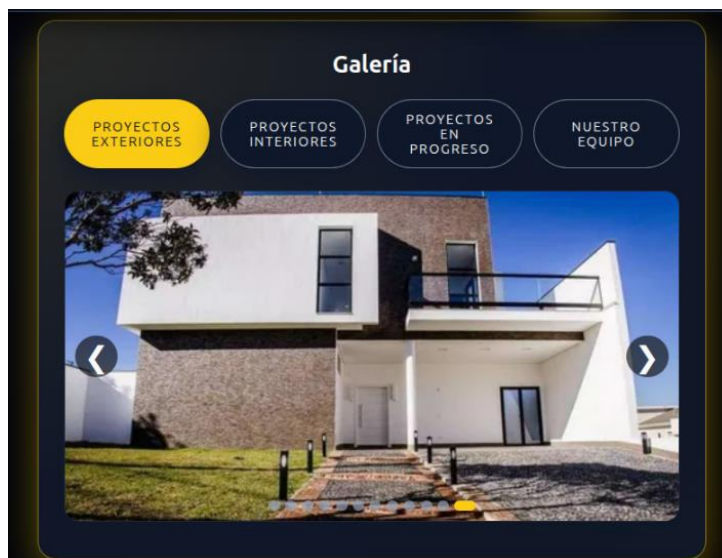 Galería
PROYECTOS
EXTERIORES
PROYECTOS
INTERIORES
PROYECTOS
EN
PROGRESO
NUESTRO
EQUIPO